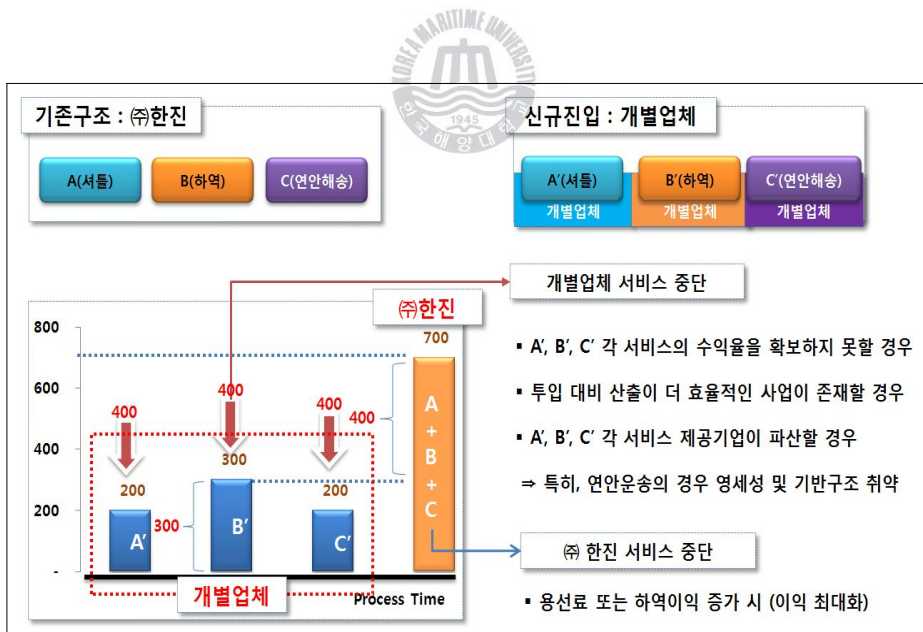 KOREA MARITIME UNIVERSITY
1945
한국해양대학교
기존구조 : ㈜한진
A(셔틀)
B(하역)
C(연안해송)
신규진입 : 개별업체
A′(셔틀)
B′(하역)
C′(연안해송)
개별업체
개별업체
개별업체
개별업체 서비스 중단
㈜한진
800
600
400
200
-
400
400
400
200
300
200
300
400
700
A′
B′
C′
A
+
B
+
C
개별업체
Process Time
▪ A′, B′, C′ 각 서비스의 수익율을 확보하지 못할 경우
▪ 투입 대비 산출이 더 효율적인 사업이 존재할 경우
▪ A′, B′, C′ 각 서비스 제공기업이 파산할 경우
⇒ 특히, 연안운송의 경우 영세성 및 기반구조 취약
㈜ 한진 서비스 중단
▪ 용선료 또는 하역이익 증가 시 (이익 최대화)